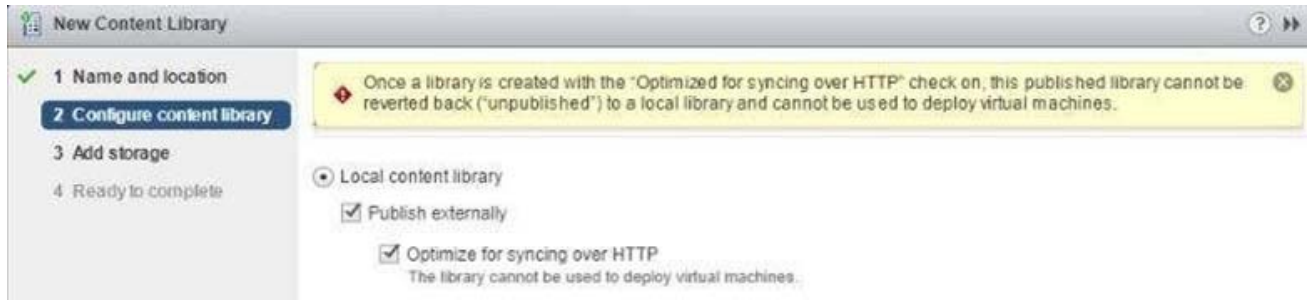 New Content Library
1 Name and location
2 Configure content library
3 Add storage
4 Ready to complete
Once a library is created with the "Optimized for syncing over HTTP" check on, this published library cannot be
reverted back ("unpublished") to a local library and cannot be used to deploy virtual machines.
Local content library
Publish externally
Optimize for syncing over HTTP
The library cannot be used to deploy virtual machines.